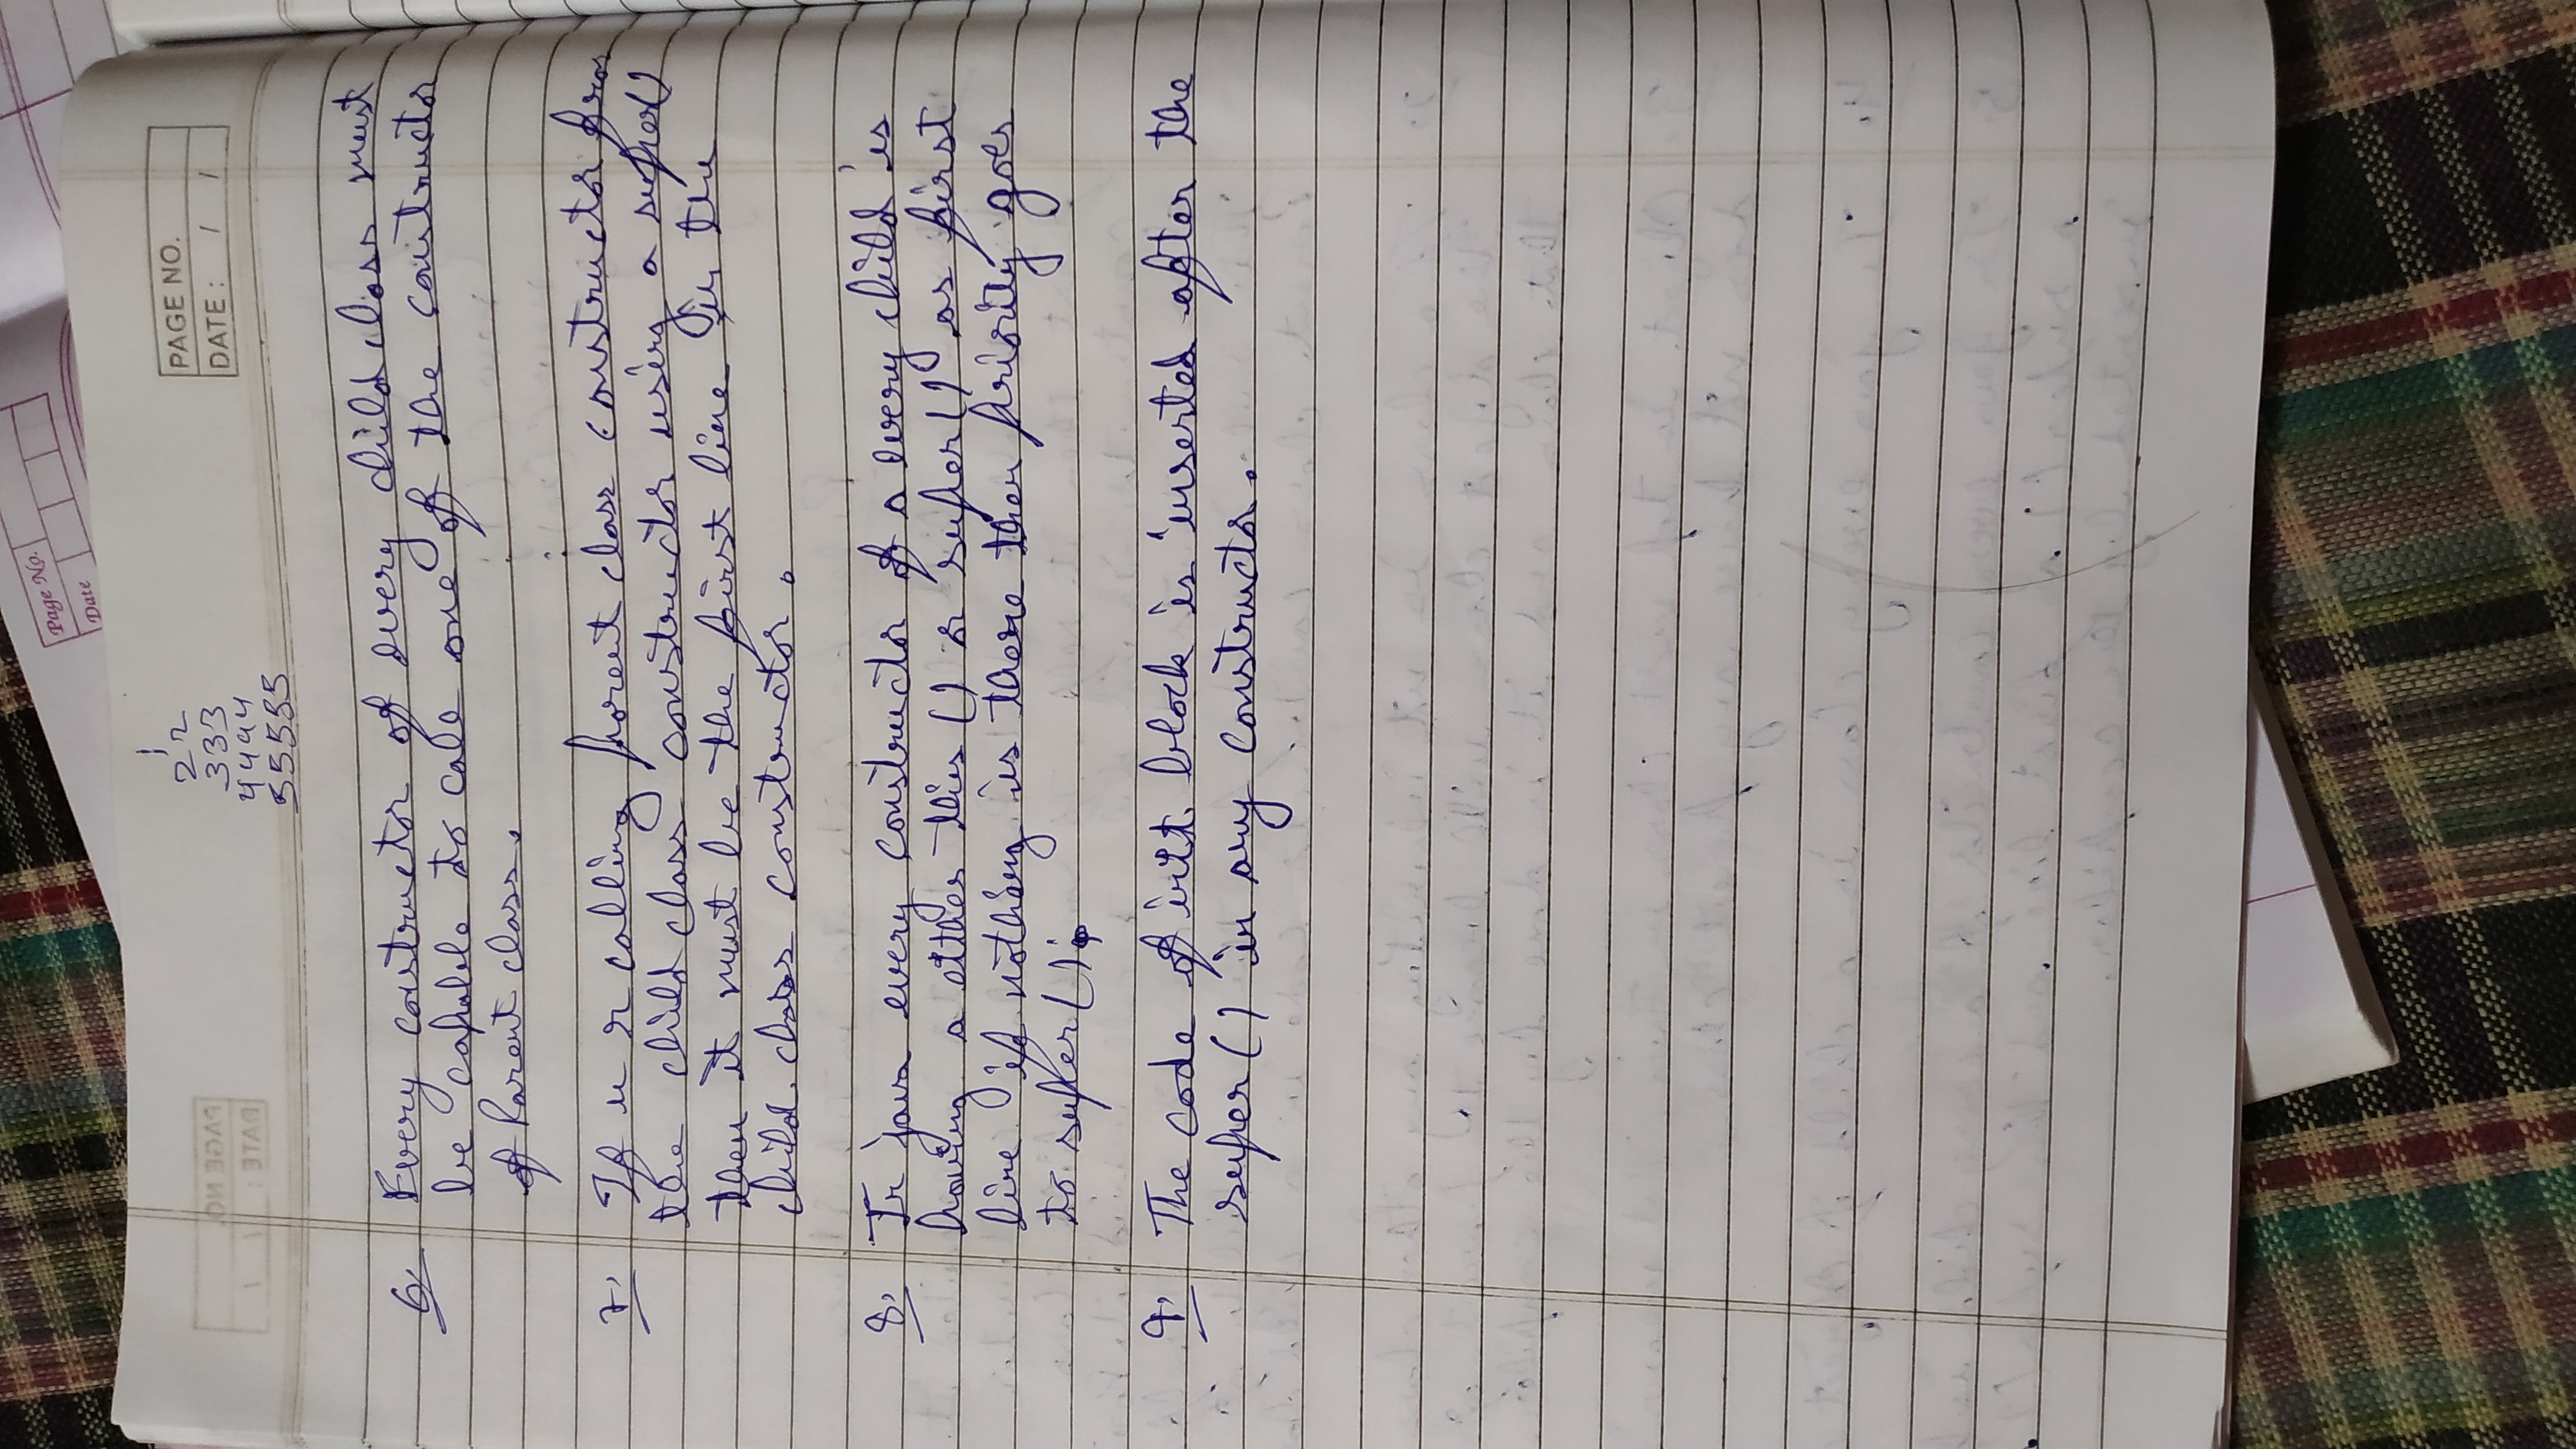 Page No.
Date
1
22
333
4444
55555
PAGE NO.
DATE : / /
6. Every constructor of every child class must
be capable to call one of the constructor
of Parent class.
7. If u r calling parent class constructor from
the child class constructor using a super()
then it must be the first line in the
child class constructor.
8. In java every constructor of a every child is
having a either this () or super() as first
line if nothing is there then priority goes
to super();
9. The code of init block is inserted after the
super () in any constructor.